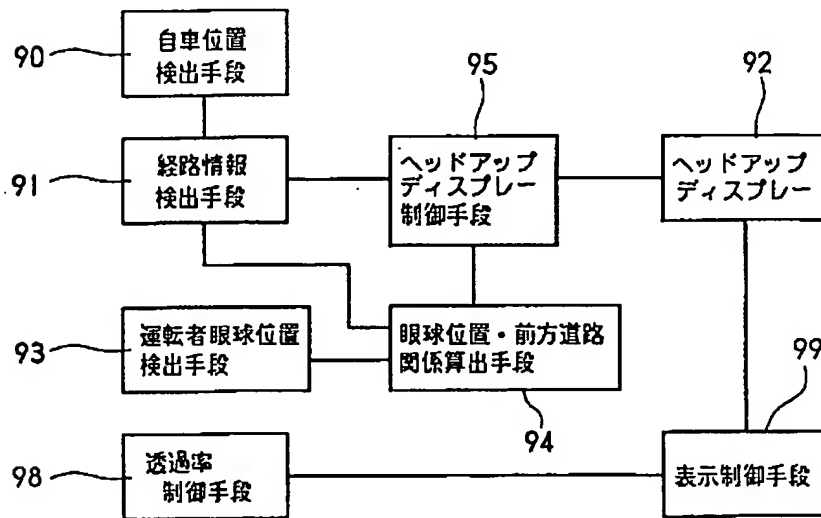 90
自車位置
検出手段
91
経路情報
検出手段
95
ヘッドアップ
ディスプレー
制御手段
92
ヘッドアップ
ディスプレー
93
運転者眼球位置
検出手段
眼球位置・前方道路
関係算出手段
94
98
透過率
制御手段
99
表示制御手段